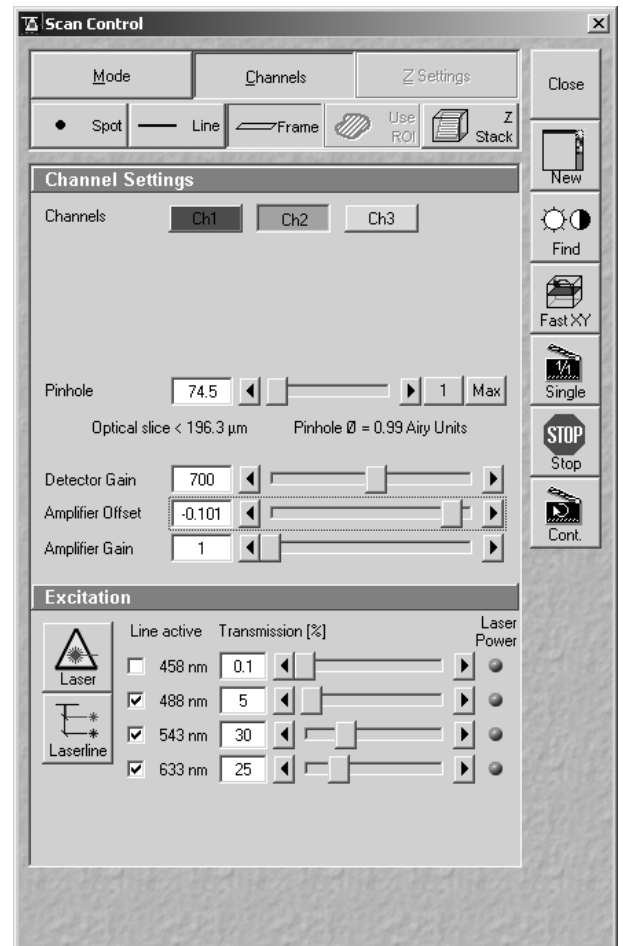 Scan Control
Mode Channels Z Settings
Spot Line Frame Use ROI Z Stack
Close
New
Find
Fast XY
1/1
Single
STOP
Stop
Cont.
Channel Settings
Channels Ch1 Ch2 Ch3
Pinhole 74.5 1 Max
Optical slice < 196.3 µm Pinhole Ø = 0.99 Airy Units
Detector Gain 700
Amplifier Offset -0.101
Amplifier Gain 1
Excitation
Laser
Laserline
Line active Transmission [%] Laser Power
458 nm 0.1
488 nm 5
543 nm 30
633 nm 25